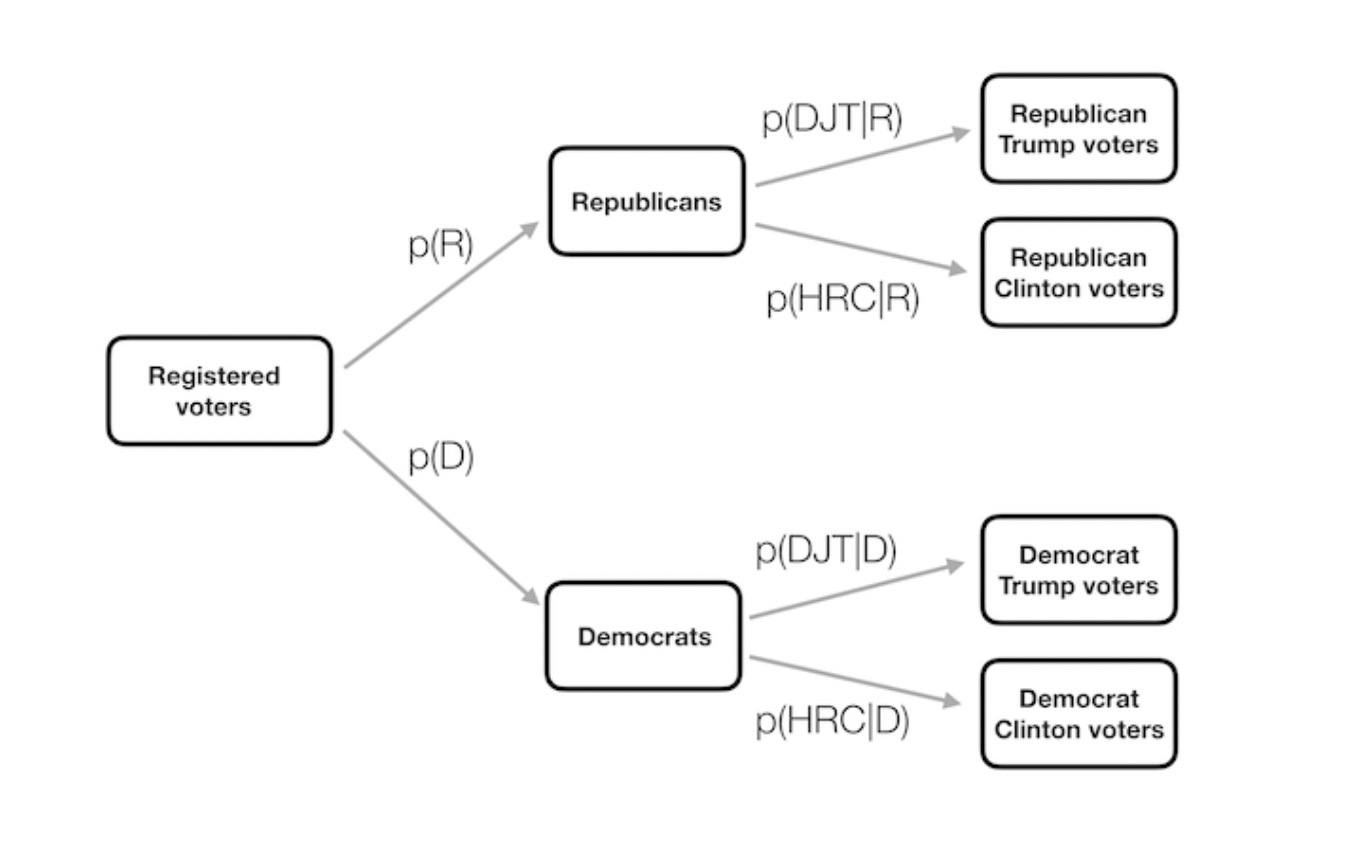 p(DJT|R)
Republican
Trump voters
Republicans
p(R)
Republican
Clinton voters
p(HRC|R)
Registered
voters
p(D)
p(DJT|D)
Democrat
Trump voters
Democrats
p(HRC|D)
Democrat
Clinton voters